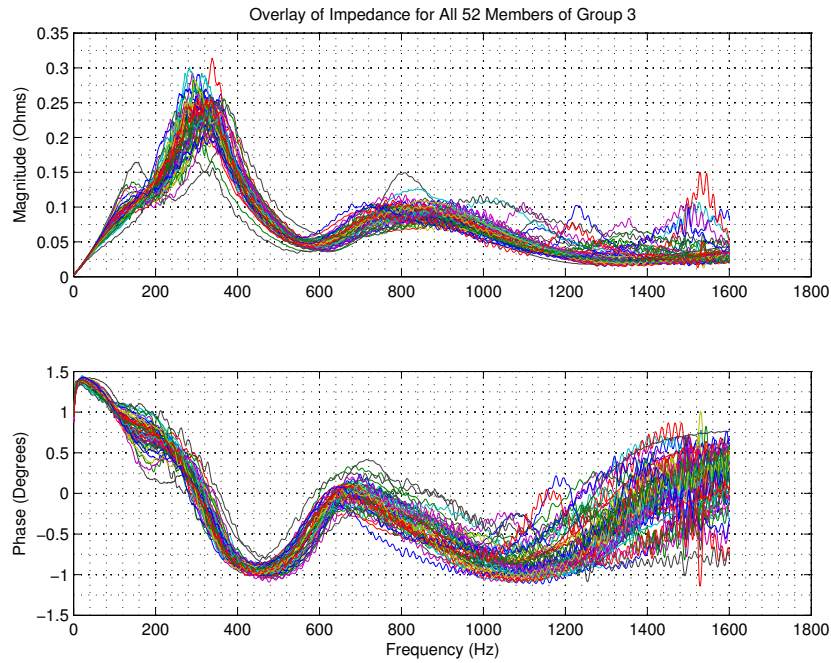 Overlay of Impedance for All 52 Members of Group 3
Magnitude (Ohms)
0.35
0.3
0.25
0.2
0.15
0.1
0.05
0
0 200 400 600 800 1000 1200 1400 1600 1800
Phase (Degrees)
1.5
1
0.5
0
−0.5
−1
−1.5
0 200 400 600 800 1000 1200 1400 1600 1800
Frequency (Hz)